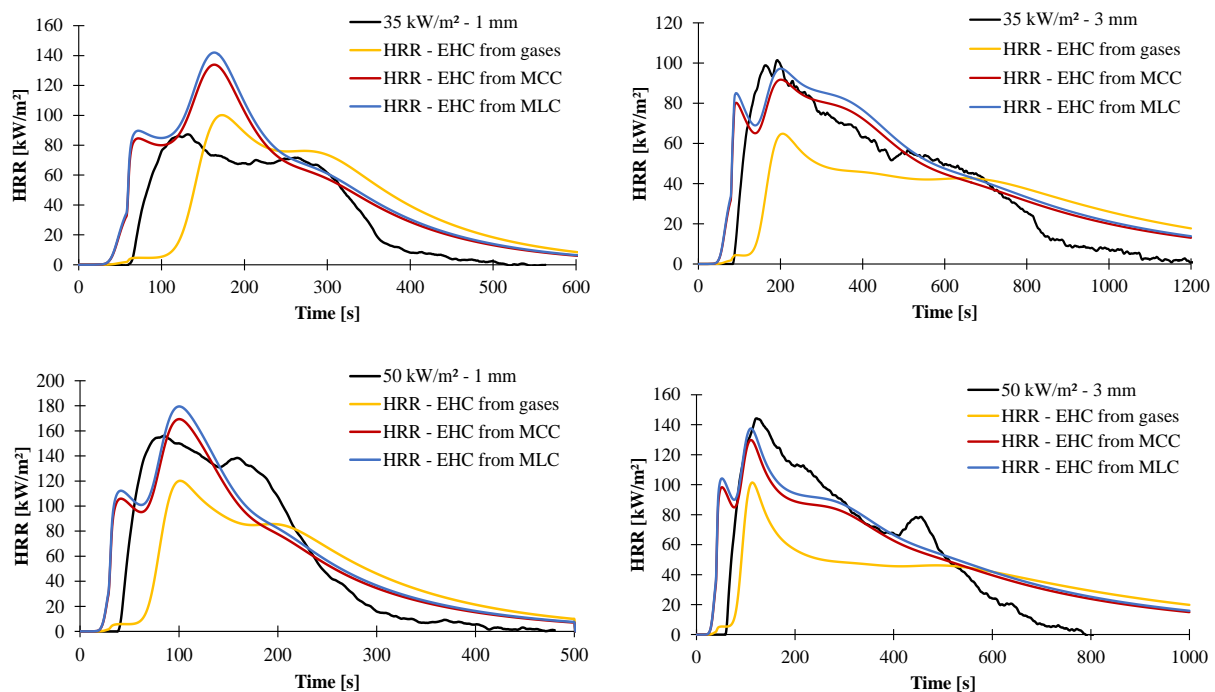 35 kW/m² - 1 mm
HRR - EHC from gases
HRR - EHC from MCC
HRR - EHC from MLC
HRR [kW/m²]
160
140
120
100
80
60
40
20
0
0 100 200 300 400 500 600
Time [s]
35 kW/m² - 3 mm
HRR - EHC from gases
HRR - EHC from MCC
HRR - EHC from MLC
HRR [kW/m²]
120
100
80
60
40
20
0
0 200 400 600 800 1000 1200
Time [s]
50 kW/m² - 1 mm
HRR - EHC from gases
HRR - EHC from MCC
HRR - EHC from MLC
HRR [kW/m²]
200
180
160
140
120
100
80
60
40
20
0
0 100 200 300 400 500
Time [s]
50 kW/m² - 3 mm
HRR - EHC from gases
HRR - EHC from MCC
HRR - EHC from MLC
HRR [kW/m²]
160
140
120
100
80
60
40
20
0
0 200 400 600 800 1000
Time [s]